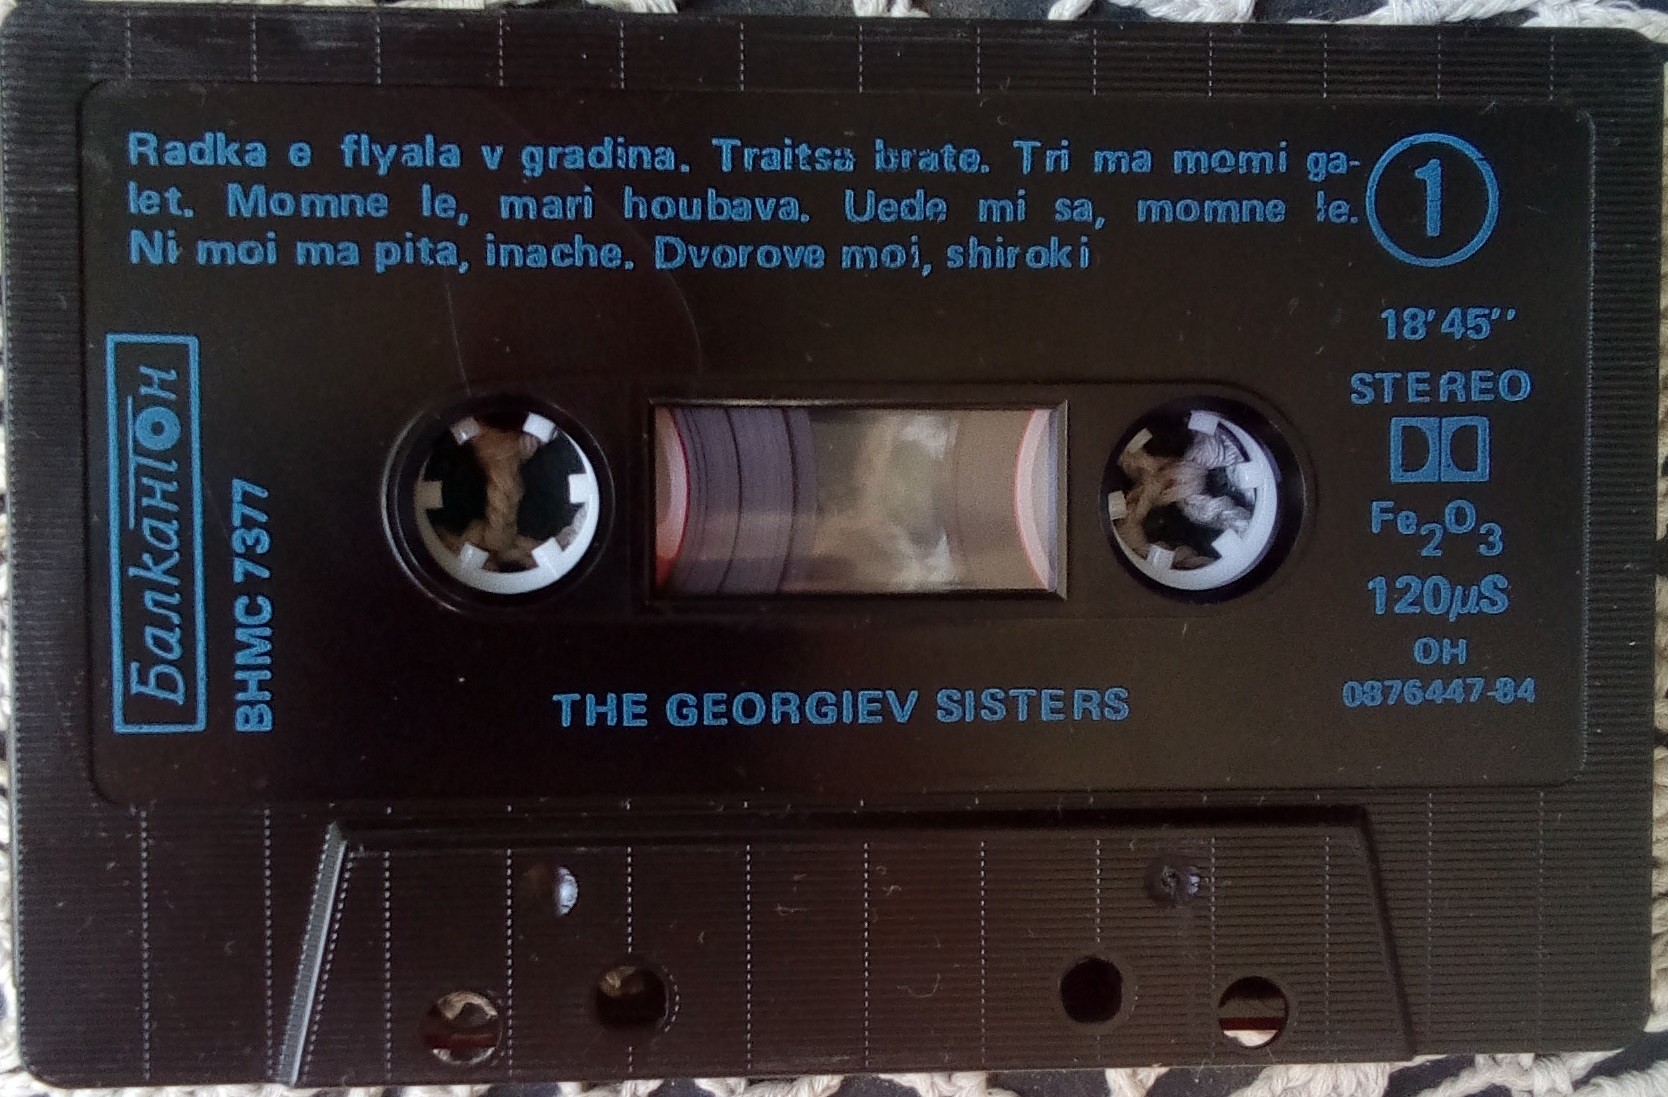 Radka e flyala v gradina. Traitsa brate. Tri ma momi ga-
let. Momne le, mari houbava. Uede mi sa, momne le.
Ni moi ma pita, inache. Dvorove moi, shiroki
1
18'45''
STEREO
Fe2O3
120µS
OH
0876447-84
Балкантон
BHMC 7377
THE GEORGIEV SISTERS